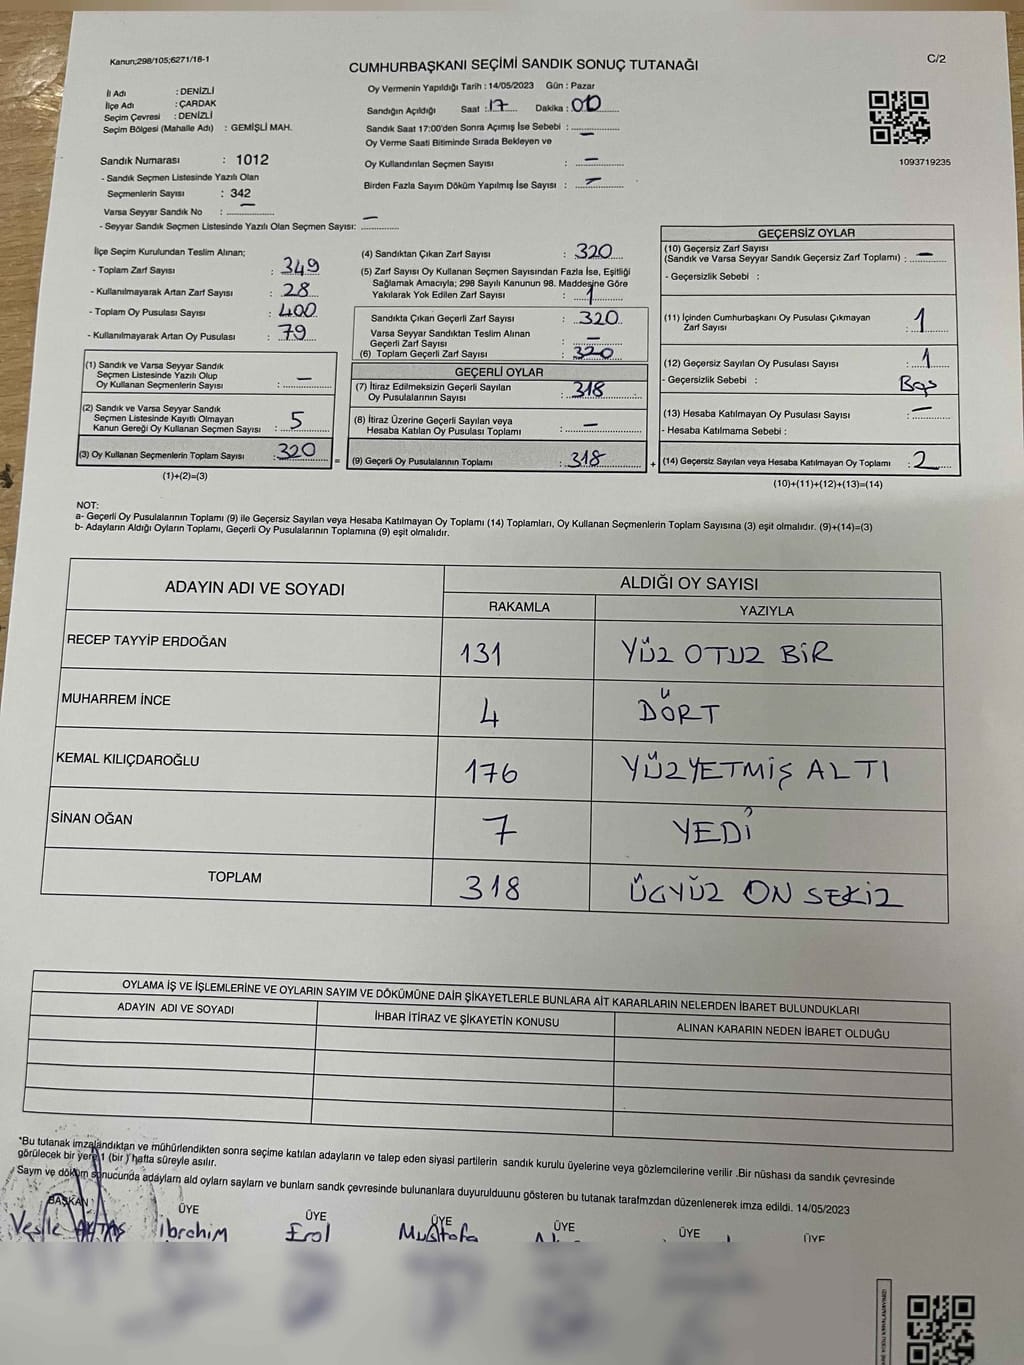 Kanun;298/105;6271/18-1
C/2
CUMHURBAŞKANI SEÇİMİ SANDIK SONUÇ TUTANAĞI
İl Adı : DENİZLİ
İlçe Adı : ÇARDAK
Seçim Çevresi : DENİZLİ
Seçim Bölgesi (Mahalle Adı) : GEMİŞLİ MAH.
Oy Vermenin Yapıldığı Tarih : 14/05/2023 Gün : Pazar
Sandığın Açıldığı Saat : 17 Dakika : 00
Sandık Saat 17:00'den Sonra Açımış İse Sebebi : –
Oy Verme Saati Bitiminde Sırada Bekleyen ve
Oy Kullandırılan Seçmen Sayısı : –
Birden Fazla Sayım Döküm Yapılmış İse Sayısı : –
1093719235
Sandık Numarası : 1012
- Sandık Seçmen Listesinde Yazılı Olan
Seçmenlerin Sayısı : 342
Varsa Seyyar Sandık No : –
- Seyyar Sandık Seçmen Listesinde Yazılı Olan Seçmen Sayısı: –
İlçe Seçim Kurulundan Teslim Alınan;
- Toplam Zarf Sayısı : 349
- Kullanılmayarak Artan Zarf Sayısı : 28
- Toplam Oy Pusulası Sayısı : 400
- Kullanılmayarak Artan Oy Pusulası : 79
(1) Sandık ve Varsa Seyyar Sandık
Seçmen Listesinde Yazılı Olup
Oy Kullanan Seçmenlerin Sayısı : –
(2) Sandık ve Varsa Seyyar Sandık
Seçmen Listesinde Kayıtlı Olmayan
Kanun Gereği Oy Kullanan Seçmen Sayısı : 5
(3) Oy Kullanan Seçmenlerin Toplam Sayısı : 320
(1)+(2)=(3)
(4) Sandıktan Çıkan Zarf Sayısı : 320
(5) Zarf Sayısı Oy Kullanan Seçmen Sayısından Fazla İse, Eşitliği
Sağlamak Amacıyla; 298 Sayılı Kanunun 98. Maddesine Göre
Yakılarak Yok Edilen Zarf Sayısı : 1
Sandıkta Çıkan Geçerli Zarf Sayısı : 320
Varsa Seyyar Sandıktan Teslim Alınan
Geçerli Zarf Sayısı : –
(6) Toplam Geçerli Zarf Sayısı : 320
GEÇERLİ OYLAR
(7) İtiraz Edilmeksizin Geçerli Sayılan
Oy Pusulalarının Sayısı : 318
(8) İtiraz Üzerine Geçerli Sayılan veya
Hesaba Katılan Oy Pusulası Toplamı : –
= (9) Geçerli Oy Pusulalarının Toplamı : 318 +
GEÇERSİZ OYLAR
(10) Geçersiz Zarf Sayısı
(Sandık ve Varsa Seyyar Sandık Geçersiz Zarf Toplamı) : –
- Geçersizlik Sebebi :
(11) İçinden Cumhurbaşkanı Oy Pusulası Çıkmayan
Zarf Sayısı : 1
(12) Geçersiz Sayılan Oy Pusulası Sayısı : 1
- Geçersizlik Sebebi : Boş
(13) Hesaba Katılmayan Oy Pusulası Sayısı : –
- Hesaba Katılmama Sebebi :
(14) Geçersiz Sayılan veya Hesaba Katılmayan Oy Toplamı : 2
(10)+(11)+(12)+(13)=(14)
NOT:
a- Geçerli Oy Pusulalarının Toplamı (9) ile Geçersiz Sayılan veya Hesaba Katılmayan Oy Toplamı (14) Toplamları, Oy Kullanan Seçmenlerin Toplam Sayısına (3) eşit olmalıdır. (9)+(14)=(3)
b- Adayların Aldığı Oyların Toplamı, Geçerli Oy Pusulalarının Toplamına (9) eşit olmalıdır.
ADAYIN ADI VE SOYADI
ALDIĞI OY SAYISI
RAKAMLA YAZIYLA
RECEP TAYYİP ERDOĞAN 131 YÜZ OTUZ BİR
MUHARREM İNCE 4 DÖRT
KEMAL KILIÇDAROĞLU 176 YÜZYETMİŞ ALTI
SİNAN OĞAN 7 YEDİ
TOPLAM 318 ÜÇYÜZ ON SEKİZ
OYLAMA İŞ VE İŞLEMLERİNE VE OYLARIN SAYIM VE DÖKÜMÜNE DAİR ŞİKAYETLERLE BUNLARA AİT KARARLARIN NELERDEN İBARET BULUNDUKLARI
ADAYIN ADI VE SOYADI İHBAR İTİRAZ VE ŞİKAYETİN KONUSU ALINAN KARARIN NEDEN İBARET OLDUĞU
*Bu tutanak imzalandıktan ve mühürlendikten sonra seçime katılan adayların ve talep eden siyasi partilerin sandık kurulu üyelerine veya gözlemcilerine verilir .Bir nüshası da sandık çevresinde
görülecek bir yere 1 (bir) hafta süreyle asılır.
Sayım ve döküm sonucunda adayların ald oyların sayları ve bunların sandk çevresinde bulunanlara duyurulduunu gösteren bu tutanak tarafmzdan düzenlenerek imza edildi. 14/05/2023
BAŞKAN ÜYE ÜYE ÜYE ÜYE ÜYE ÜYE
AKTAŞ İbrahim Erol Mustafa